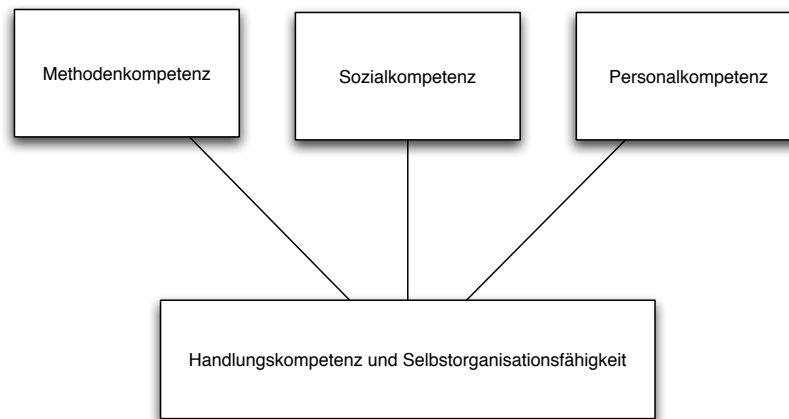 Methodenkompetenz
Sozialkompetenz
Personalkompetenz
Handlungskompetenz und Selbstorganisationsfähigkeit